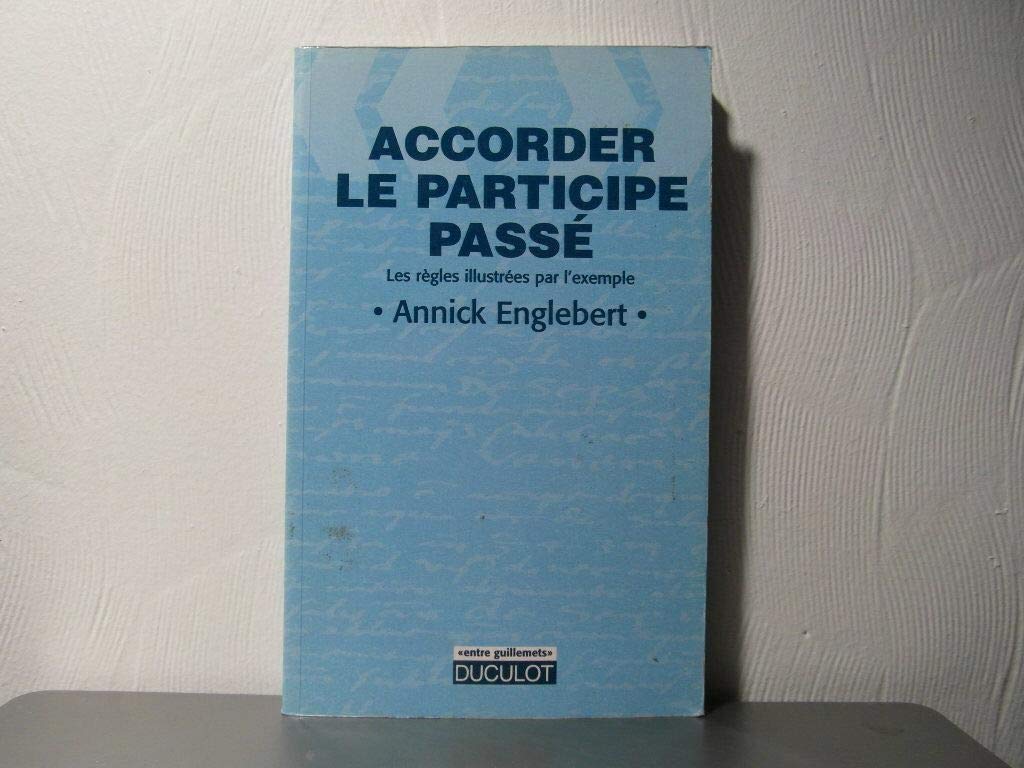 ACCORDER
LE PARTICIPE
PASSÉ
Les règles illustrées par l'exemple
• Annick Englebert •
«entre guillemets»
DUCULOT